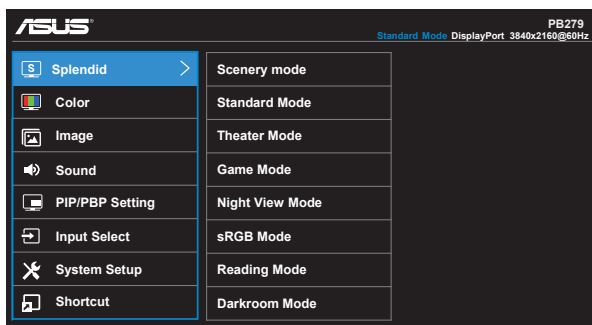 ASUS
PB279
Standard Mode DisplayPort 3840x2160@60Hz
S Splendid
Color
Image
Sound
PIP/PBP Setting
Input Select
System Setup
Shortcut
Scenery mode
Standard Mode
Theater Mode
Game Mode
Night View Mode
sRGB Mode
Reading Mode
Darkroom Mode